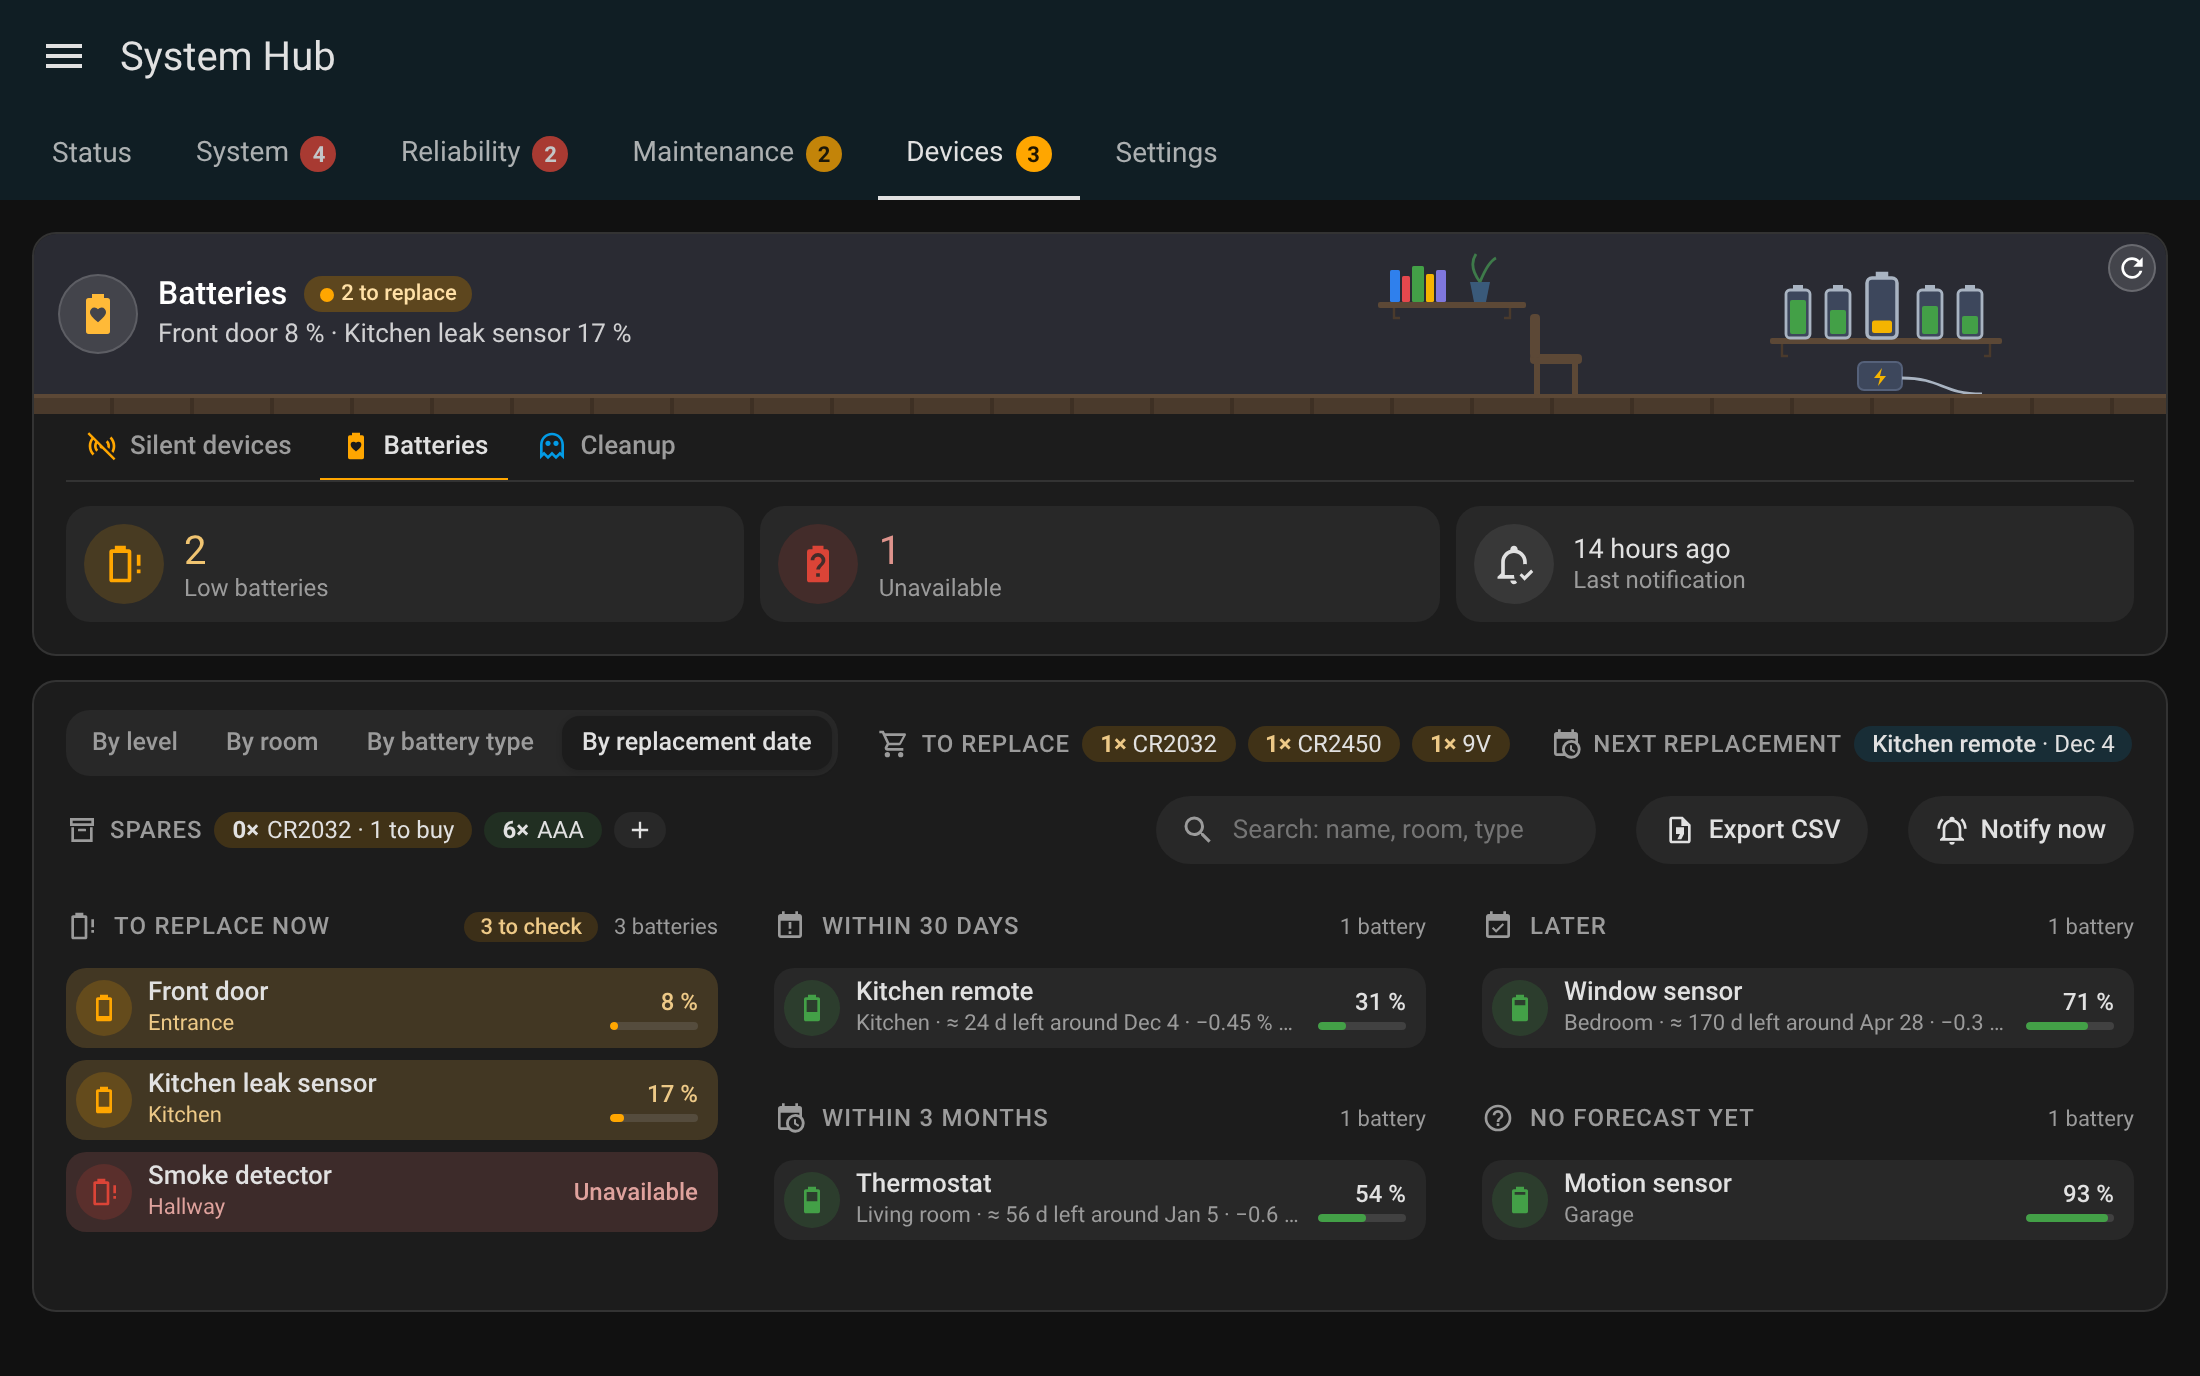 System Hub
Status
System 4
Reliability 2
Maintenance 2
Devices 3
Settings
Batteries
2 to replace
Front door 8 % · Kitchen leak sensor 17 %
Silent devices
Batteries
Cleanup
2
Low batteries
1
Unavailable
14 hours ago
Last notification
By level
By room
By battery type
By replacement date
TO REPLACE
1× CR2032
1× CR2450
1× 9V
NEXT REPLACEMENT
Kitchen remote · Dec 4
SPARES
0× CR2032 · 1 to buy
6× AAA
+
Search: name, room, type
Export CSV
Notify now
TO REPLACE NOW
3 to check
3 batteries
Front door
Entrance
8 %
Kitchen leak sensor
Kitchen
17 %
Smoke detector
Hallway
Unavailable
WITHIN 30 DAYS
1 battery
Kitchen remote
Kitchen · ≈ 24 d left around Dec 4 · −0.45 % ...
31 %
WITHIN 3 MONTHS
1 battery
Thermostat
Living room · ≈ 56 d left around Jan 5 · −0.6 ...
54 %
LATER
1 battery
Window sensor
Bedroom · ≈ 170 d left around Apr 28 · −0.3 ...
71 %
NO FORECAST YET
1 battery
Motion sensor
Garage
93 %